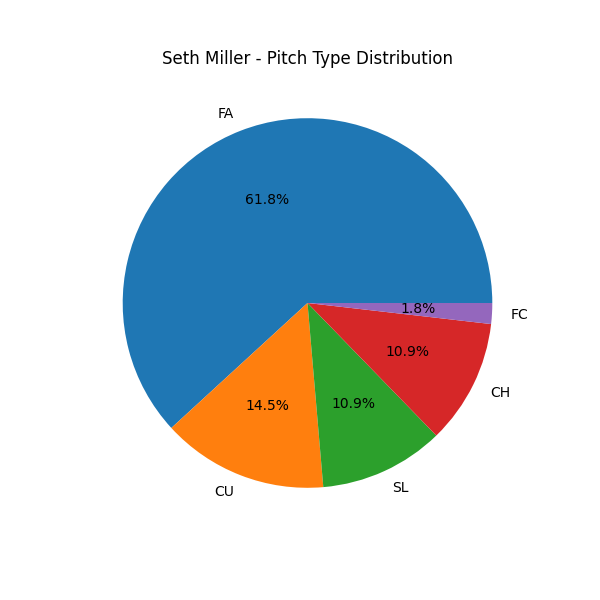 Seth Miller - Pitch Type Distribution
FA
61.8%
1.8%
FC
10.9%
CH
10.9%
14.5%
SL
CU